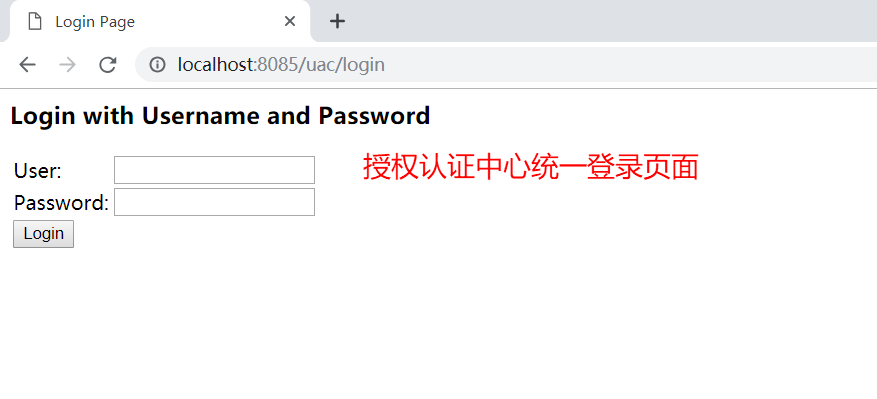 Login Page
localhost:8085/uac/login
Login with Username and Password
User:
授权认证中心统一登录页面
Password:
Login